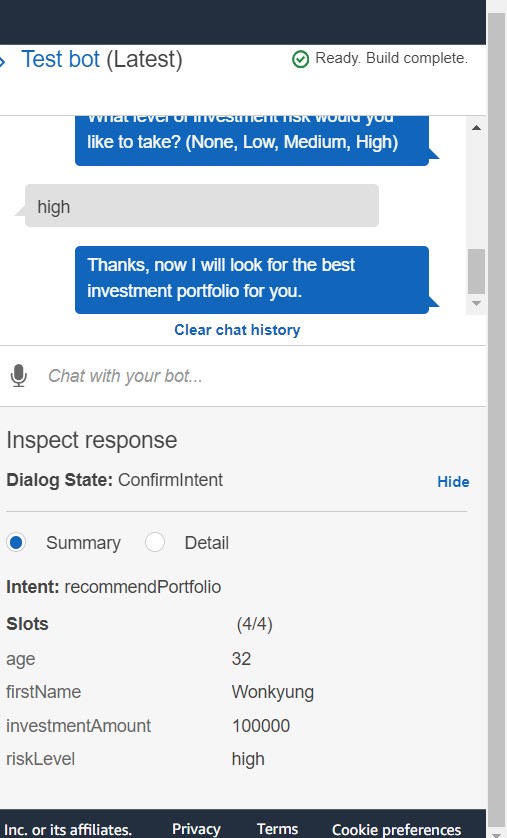 Test bot (Latest)
Ready. Build complete.
What level of investment risk would you
like to take? (None, Low, Medium, High)
high
Thanks, now I will look for the best
investment portfolio for you.
Clear chat history
Chat with your bot...
Inspect response
Dialog State: ConfirmIntent
Hide
Summary
Detail
Intent: recommendPortfolio
Slots (4/4)
age 32
firstName Wonkyung
investmentAmount 100000
riskLevel high
Inc. or its affiliates. Privacy Terms Cookie preferences